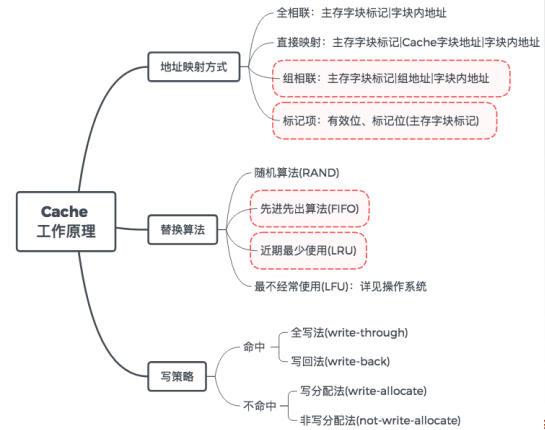 Cache
工作原理
地址映射方式
全相联：主存字块标记|字块内地址
直接映射：主存字块标记|Cache字块地址|字块内地址
组相联：主存字块标记|组地址|字块内地址
标记项：有效位、标记位(主存字块标记)
替换算法
随机算法(RAND)
先进先出算法(FIFO)
近期最少使用(LRU)
最不经常使用(LFU)：详见操作系统
写策略
命中
全写法(write-through)
写回法(write-back)
不命中
写分配法(write-allocate)
非写分配法(not-write-allocate)